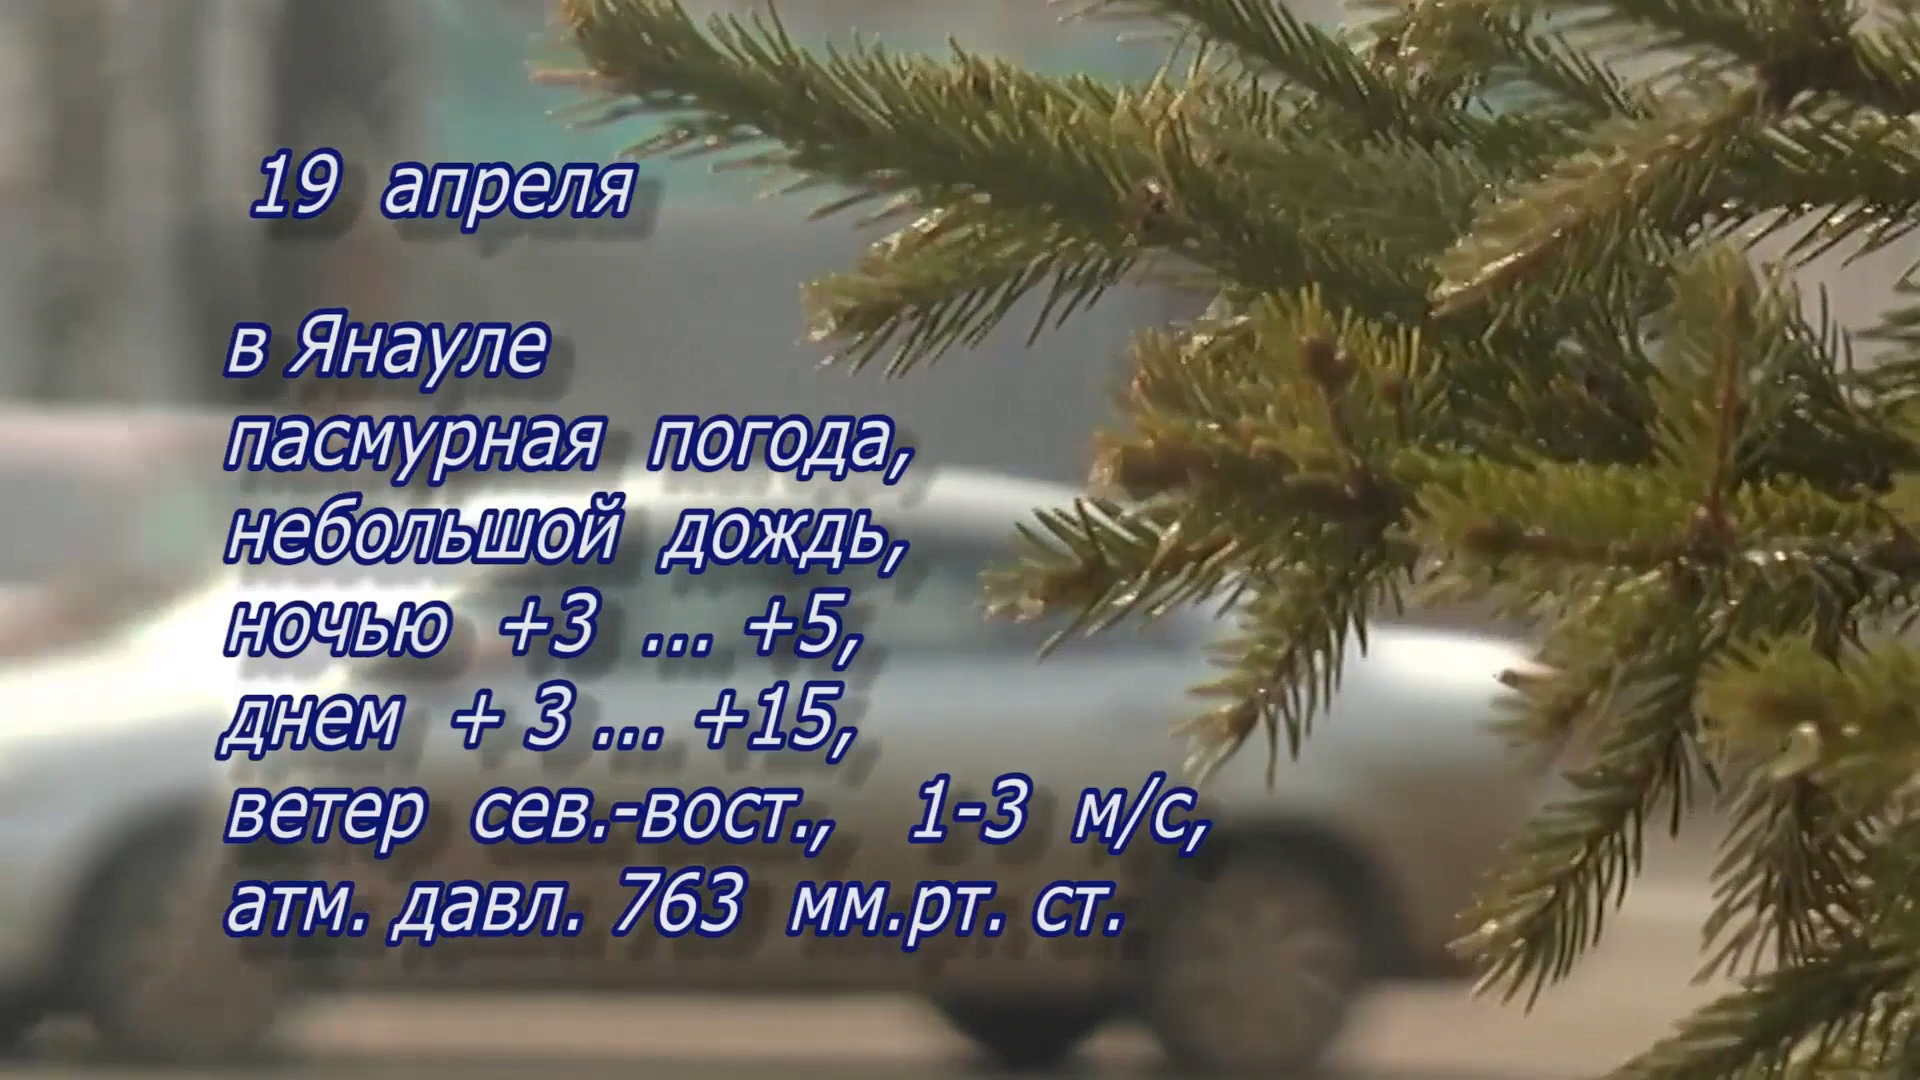 19 апреля
в Янауле
пасмурная погода,
небольшой дождь,
ночью +3 ... +5,
днем + 3 ... +15,
ветер сев.-вост., 1-3 м/с,
атм. давл. 763 мм.рт. ст.